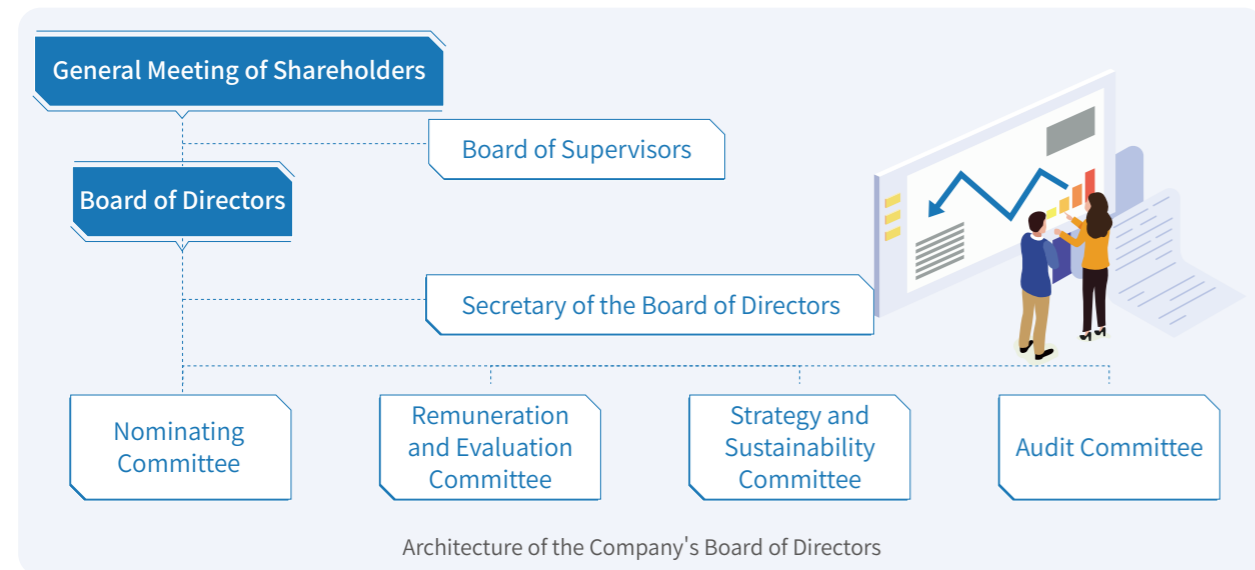 General Meeting of Shareholders
Board of Supervisors
Board of Directors
Secretary of the Board of Directors
Nominating
Committee
Remuneration
and Evaluation
Committee
Strategy and
Sustainability
Committee
Audit Committee
Architecture of the Company's Board of Directors